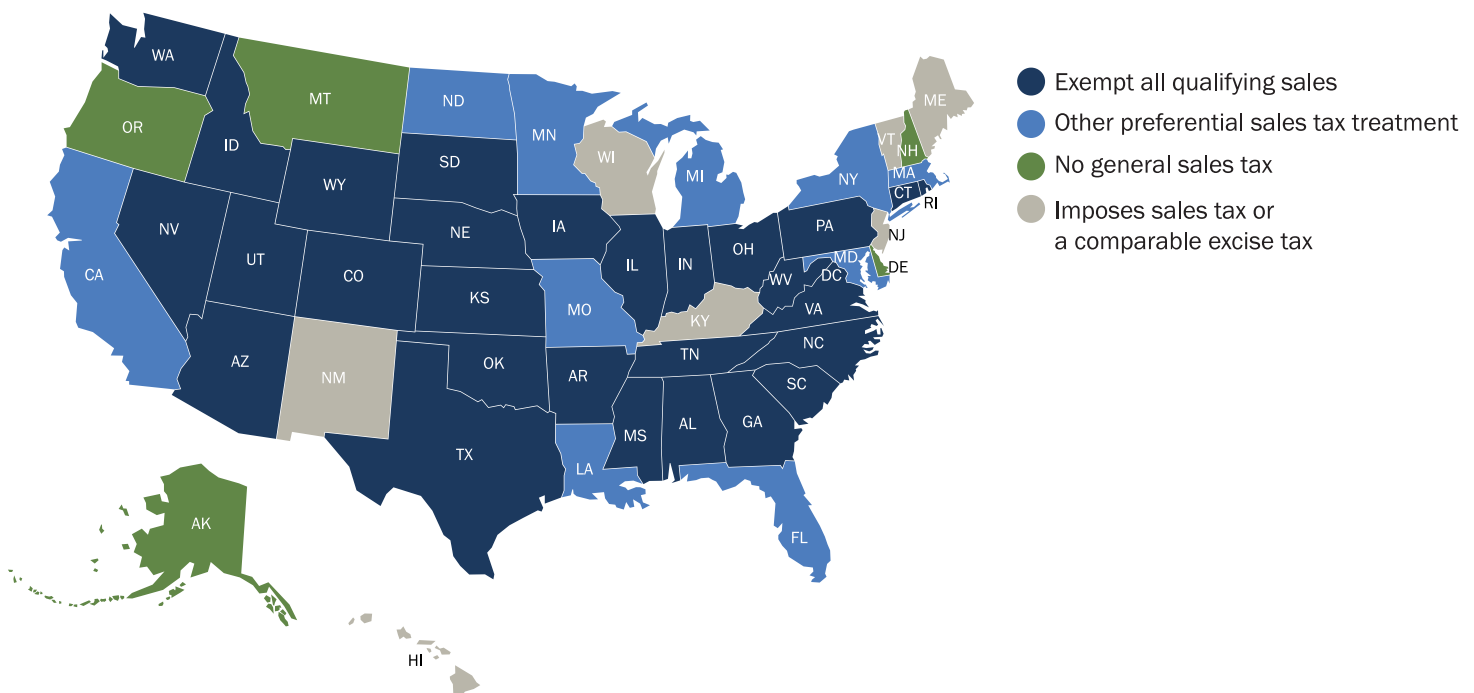 WA
MT
ND
MN
ME
OR
ID
SD
WI
VT
NH
WY
MI
NY
MA
CT
RI
NV
NE
IA
PA
NJ
CA
UT
CO
IL
IN
OH
MD
DE
WV
DC
KS
MO
KY
VA
AZ
NM
OK
AR
TN
NC
SC
TX
LA
MS
AL
GA
FL
AK
HI
Exempt all qualifying sales
Other preferential sales tax treatment
No general sales tax
Imposes sales tax or
a comparable excise tax